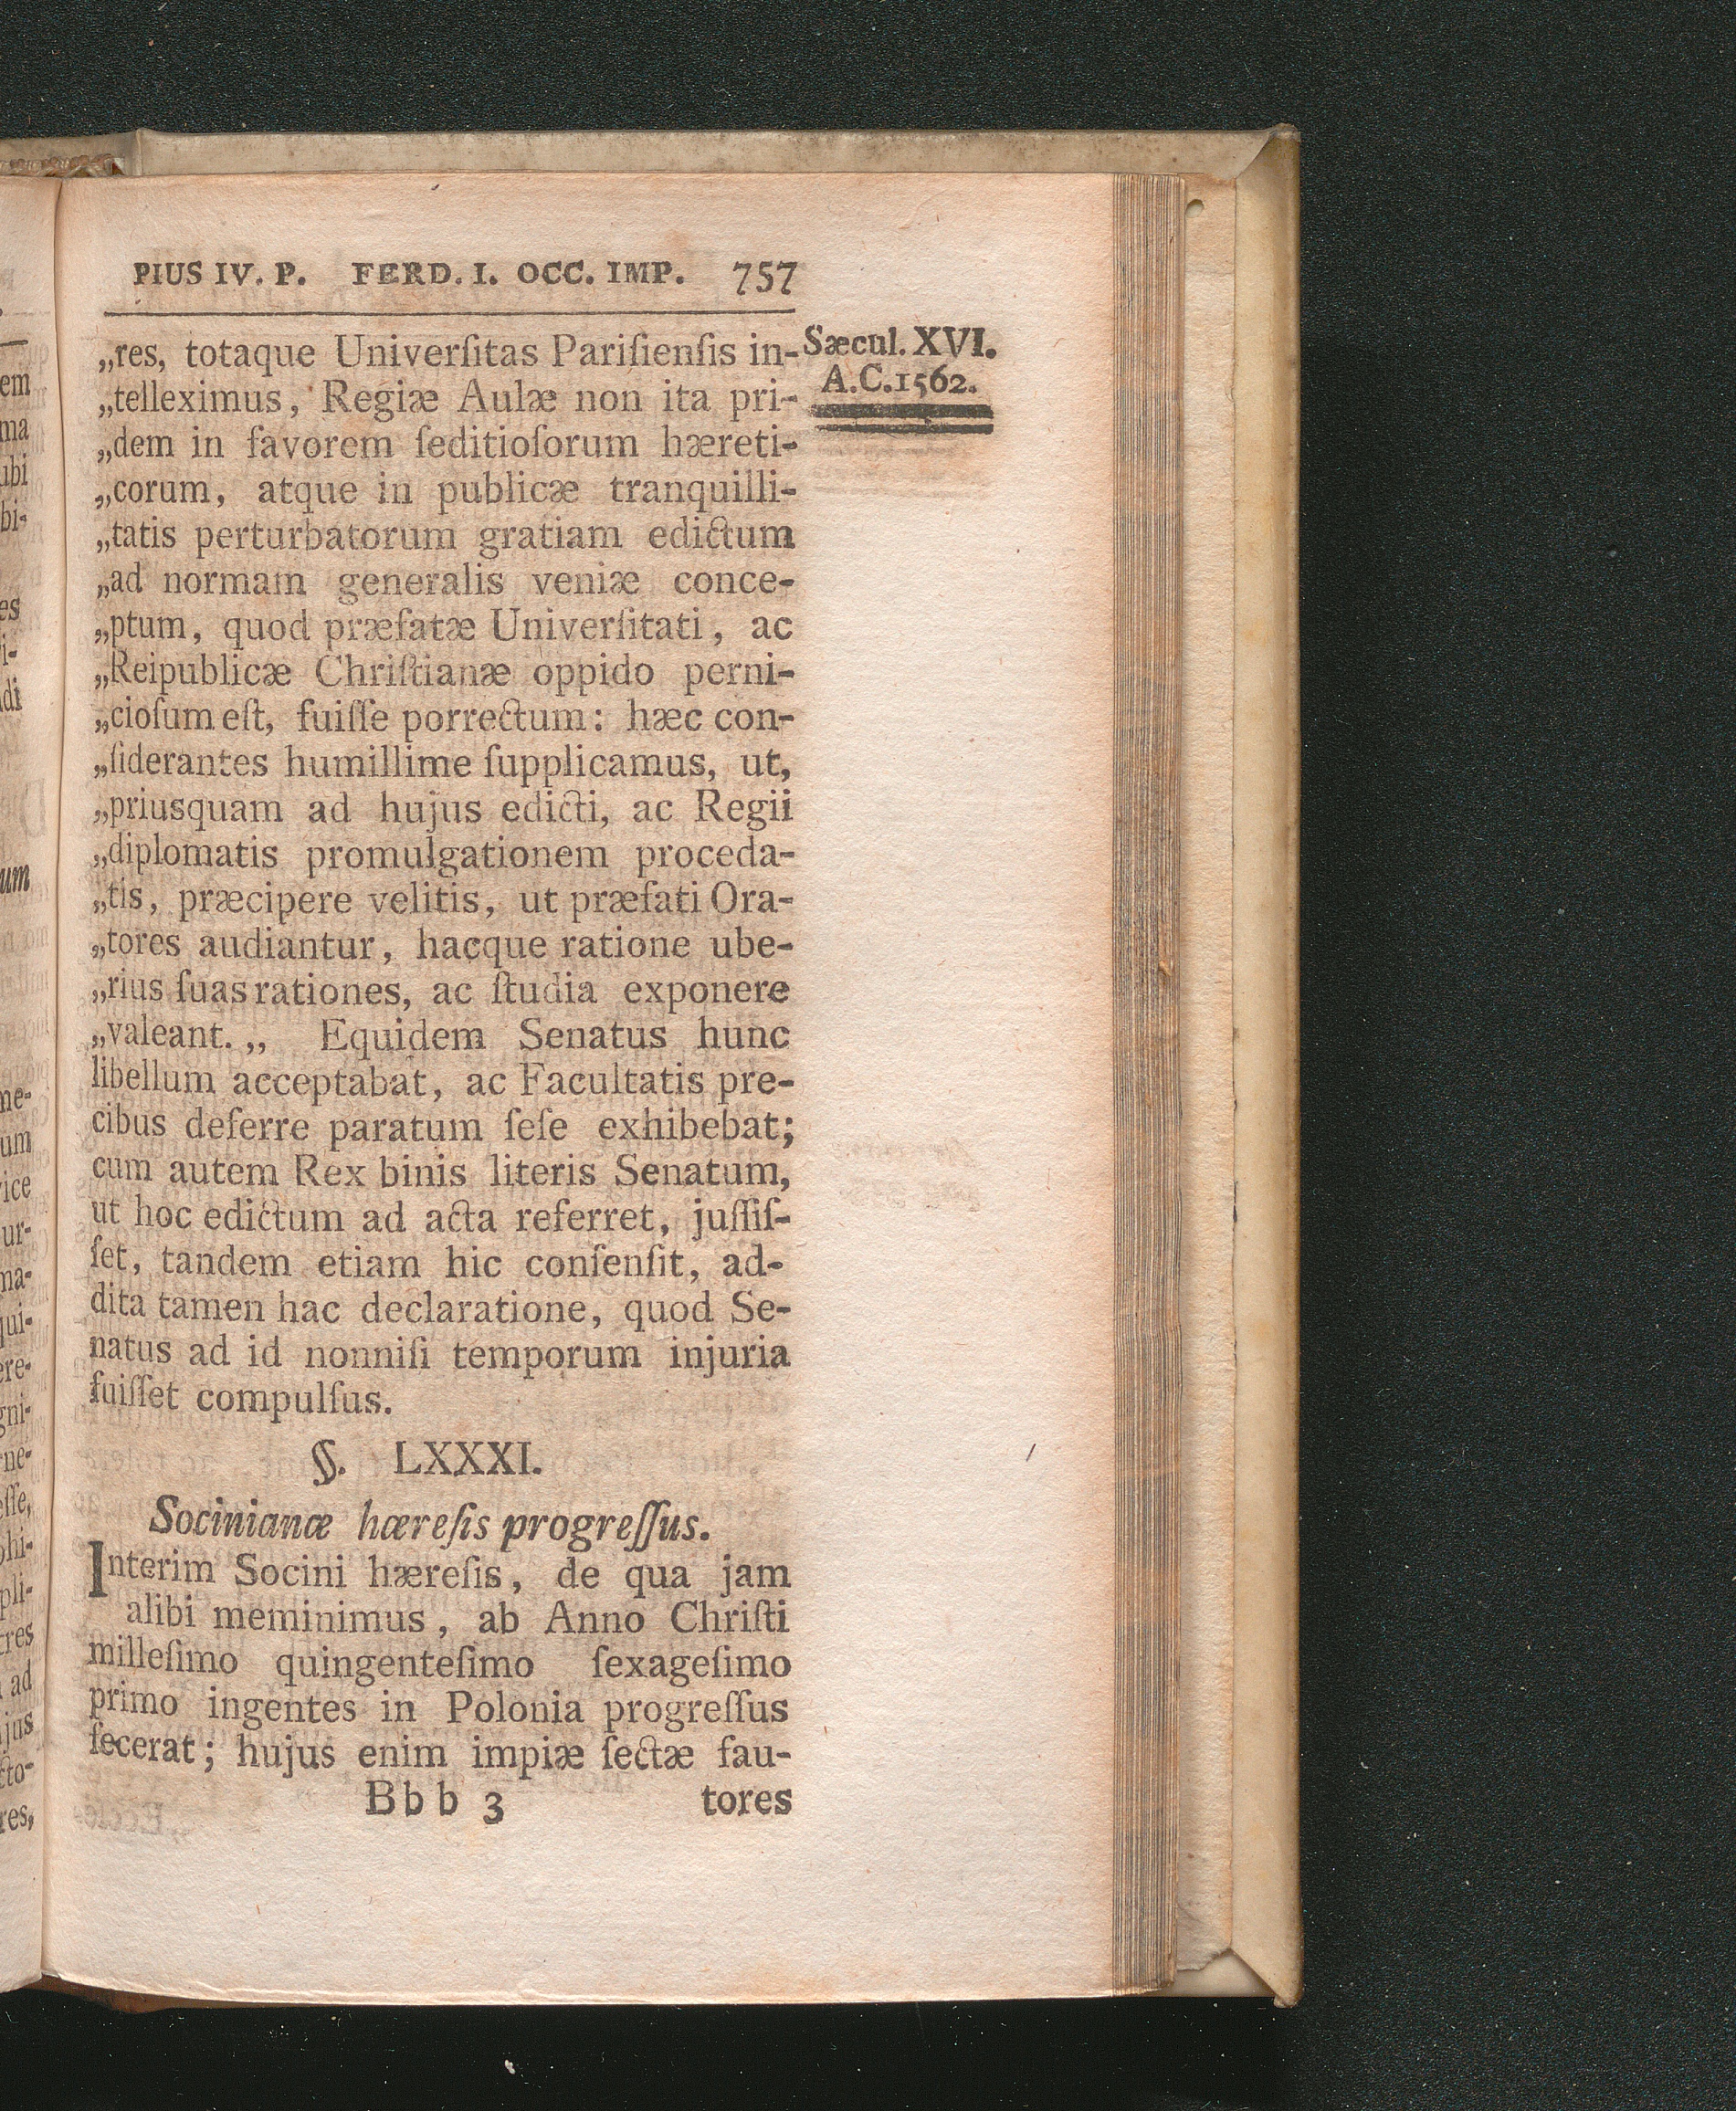 PIUS IV. P. FERD. I. OCC. IMP. 757
Sæcul. XVI.
A.C.1562.
„res, totaque Univerſitas Pariſienſis in-
„telleximus, Regiæ Aulæ non ita pri-
„dem in favorem ſeditioſorum hæreti-
„corum, atque in publicæ tranquilli-
„tatis perturbatorum gratiam edictum
„ad normam generalis veniæ conce-
„ptum, quod præfatæ Univerſitati, ac
„Reipublicæ Chriſtianæ oppido perni-
„cioſum eſt, fuiſſe porrectum: hæc con-
„ſiderantes humillime ſupplicamus, ut,
„priusquam ad hujus edicti, ac Regii
„diplomatis promulgationem proceda-
„tis, præcipere velitis, ut præfati Ora-
„tores audiantur, hacque ratione ube-
„rius ſuas rationes, ac ſtudia exponere
„valeant. „ Equidem Senatus hunc
libellum acceptabat, ac Facultatis pre-
cibus deferre paratum ſeſe exhibebat;
cum autem Rex binis literis Senatum,
ut hoc edictum ad acta referret, juſſiſ-
ſet, tandem etiam hic conſenſit, ad-
dita tamen hac declaratione, quod Se-
natus ad id nonniſi temporum injuria
fuiſſet compulſus.
§. LXXXI.
Socinianæ hæreſis progreſſus.
Interim Socini hæreſis, de qua jam
alibi meminimus, ab Anno Chriſti
milleſimo quingenteſimo ſexageſimo
primo ingentes in Polonia progreſſus
fecerat; hujus enim impiæ ſectæ fau-
Bbb 3 tores